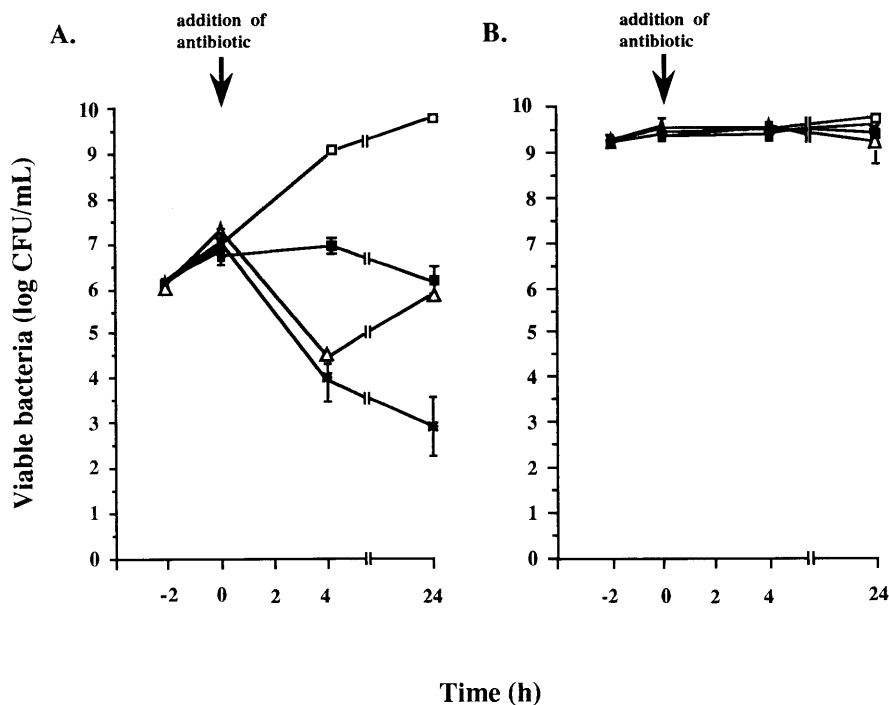 A.
addition of
antibiotic
B.
addition of
antibiotic
Viable bacteria (log CFU/mL)
10
9
8
7
6
5
4
3
2
1
0
-2 0 2 4 24
10
9
8
7
6
5
4
3
2
1
0
-2 0 2 4 24
Time (h)